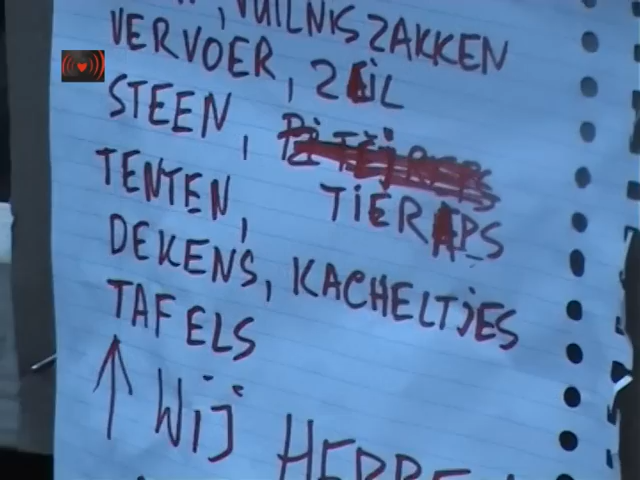 , VUILNISZAKKEN
VERVOER, ZEIL
STEEN,
TENTEN, TIERAPS
DEKENS, KACHELTJES
TAFELS
↑ Wij